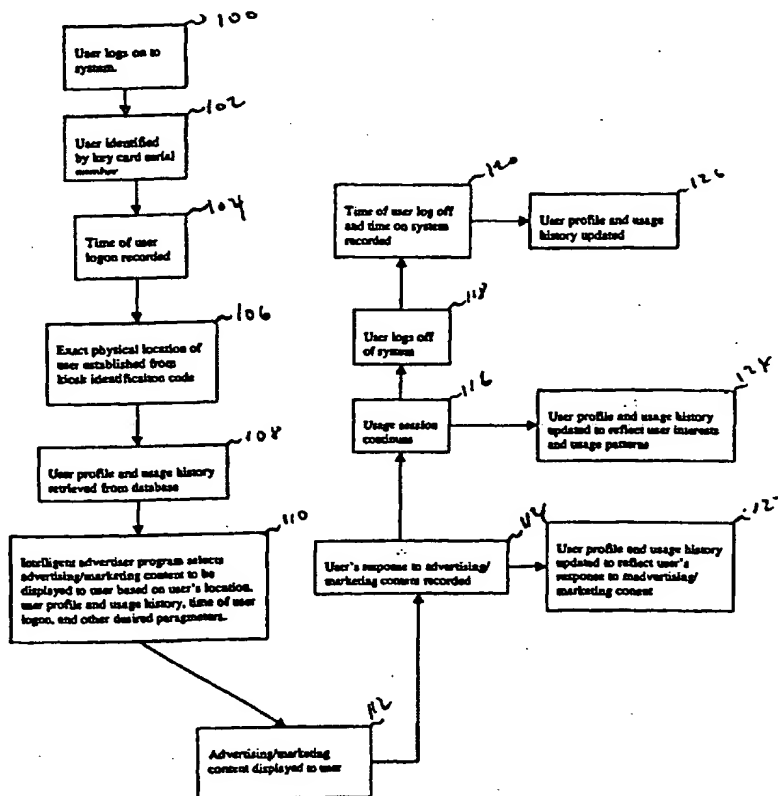 100
User logs on to
system.
102
User identified
by key card serial
number
104
Time of user
logon recorded
106
Exact physical location of
user established from
kiosk identificaiton code
108
User profile and usage history
retrieved from database
110
Intelligent advertiser program selects
advertising/marketing content to be
displayed to user based on user's location,
user profile and usage history, time of user
logon, and other desired paragmeters.
112
Advertising/marketing
content displayed to user
114
User's response to advertising/
marketing content recorded
122
User profile and usage history
updated to reflect user's
response to madvertising/
marketing conent
116
Usage session
continues
124
User profile and usage history
updated to reflect user interests
and usage patterns
118
User logs off
of system
120
Time of user log off
and time on system
recorded
126
User profile and usage
history updated